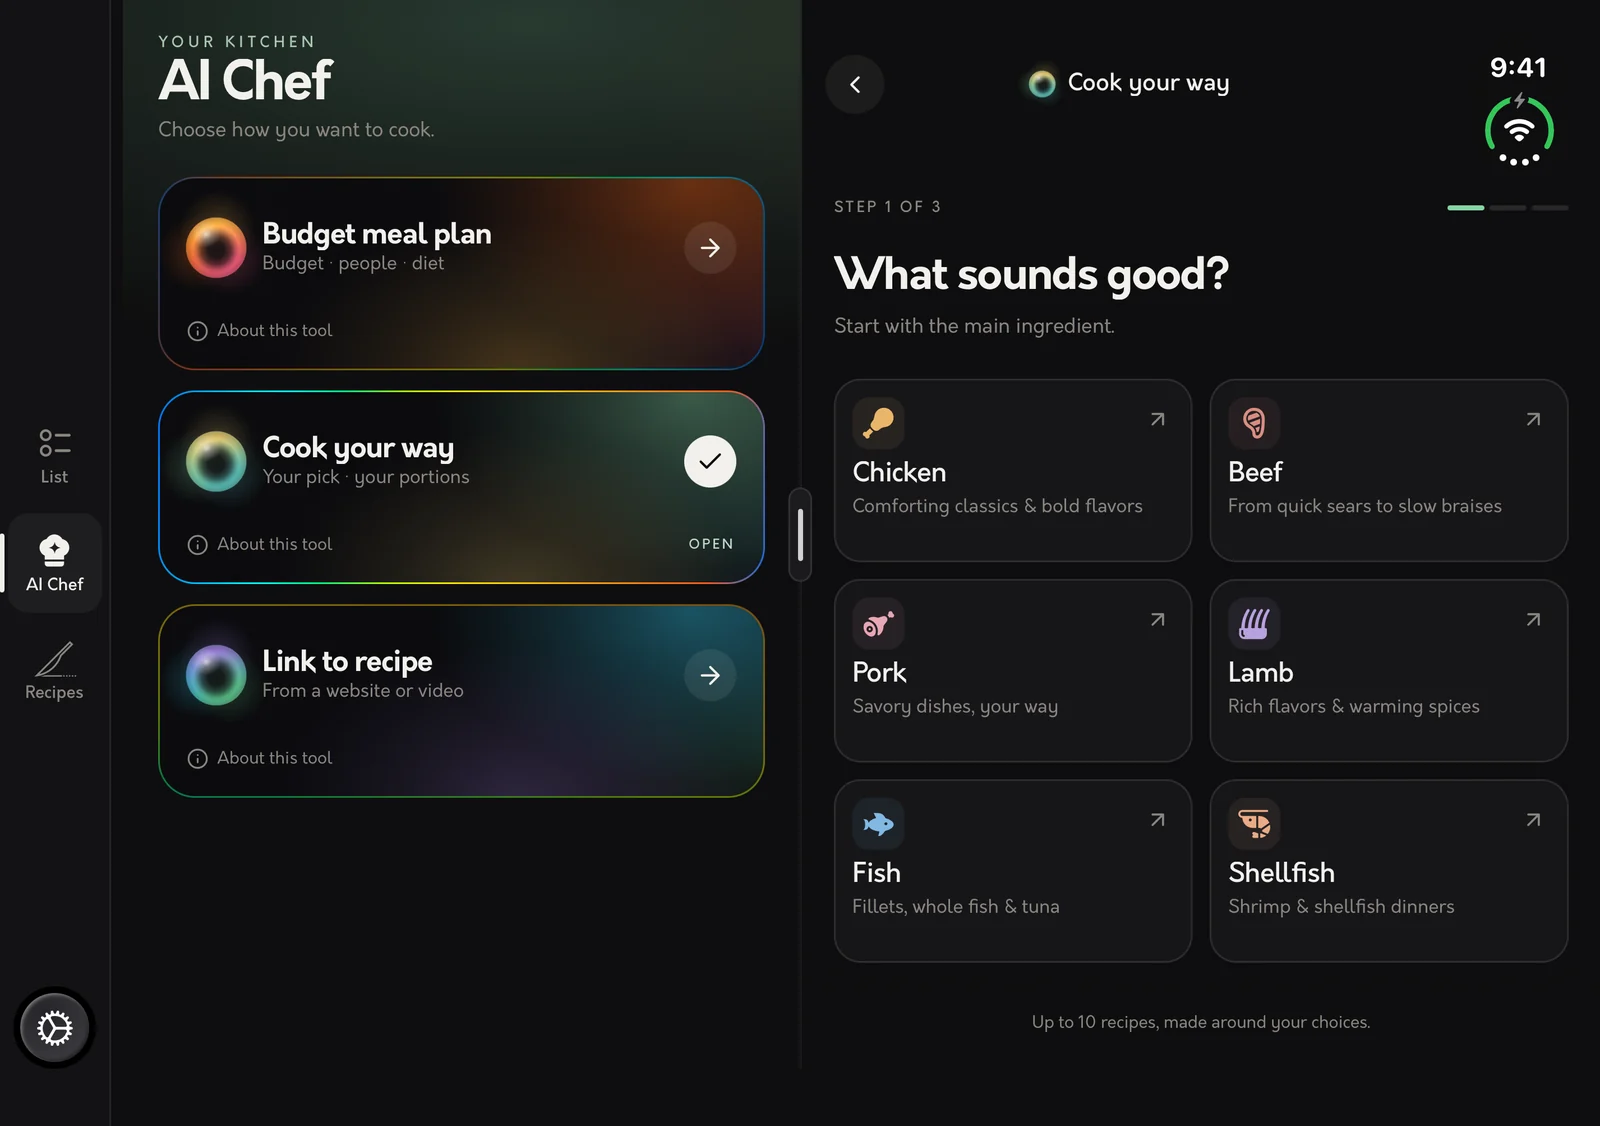 List
AI Chef
Recipes
YOUR KITCHEN
AI Chef
Choose how you want to cook.
Budget meal plan
Budget · people · diet
About this tool
Cook your way
Your pick · your portions
About this tool
OPEN
Link to recipe
From a website or video
About this tool
Cook your way
9:41
STEP 1 OF 3
What sounds good?
Start with the main ingredient.
Chicken
Comforting classics & bold flavors
Beef
From quick sears to slow braises
Pork
Savory dishes, your way
Lamb
Rich flavors & warming spices
Fish
Fillets, whole fish & tuna
Shellfish
Shrimp & shellfish dinners
Up to 10 recipes, made around your choices.